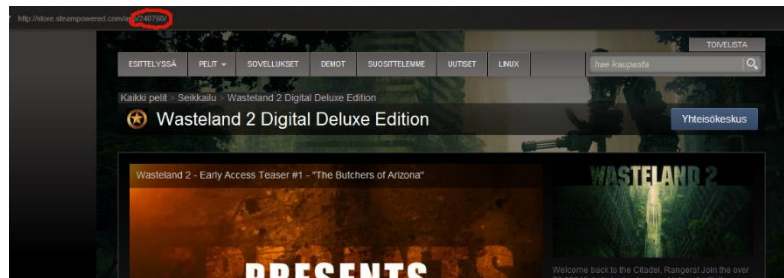 http://store.steampowered.com/app/240760/
TOIVELISTA
ESITTELYSSÄ PELIT SOVELLUKSET DEMOT SUOSITTELEMME UUTISET LINUX hae kaupasta
Kaikki pelit > Seikkailu > Wasteland 2 Digital Deluxe Edition
Wasteland 2 Digital Deluxe Edition Yhteisökeskus
Wasteland 2 - Early Access Teaser #1 - "The Butchers of Arizona"
WASTELAND 2
PRESENTS
Welcome back to the Citadel, Rangers! Join the over